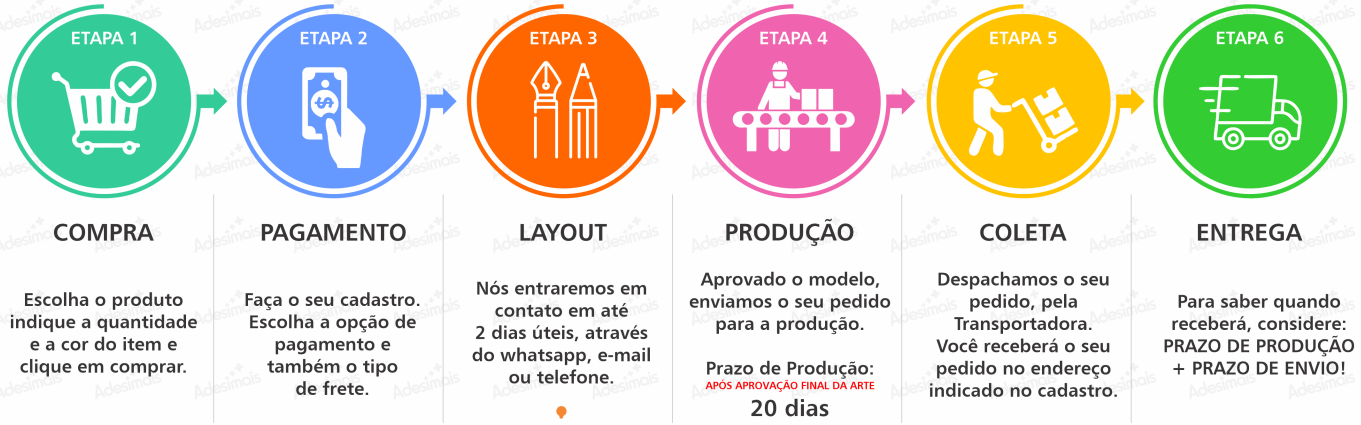 ETAPA 1
COMPRA
Escolha o produto
indique a quantidade
e a cor do item e
clique em comprar.
ETAPA 2
$
PAGAMENTO
Faça o seu cadastro.
Escolha a opção de
pagamento e
também o tipo
de frete.
ETAPA 3
LAYOUT
Nós entraremos em
contato em até
2 dias úteis, através
do whatsapp, e-mail
ou telefone.
ETAPA 4
PRODUÇÃO
Aprovado o modelo,
enviamos o seu pedido
para a produção.
Prazo de Produção:
APÓS APROVAÇÃO FINAL DA ARTE
20 dias
ETAPA 5
COLETA
Despachamos o seu
pedido, pela
Transportadora.
Você receberá o seu
pedido no endereço
indicado no cadastro.
ETAPA 6
ENTREGA
Para saber quando
receberá, considere:
PRAZO DE PRODUÇÃO
+ PRAZO DE ENVIO!
Adesimais